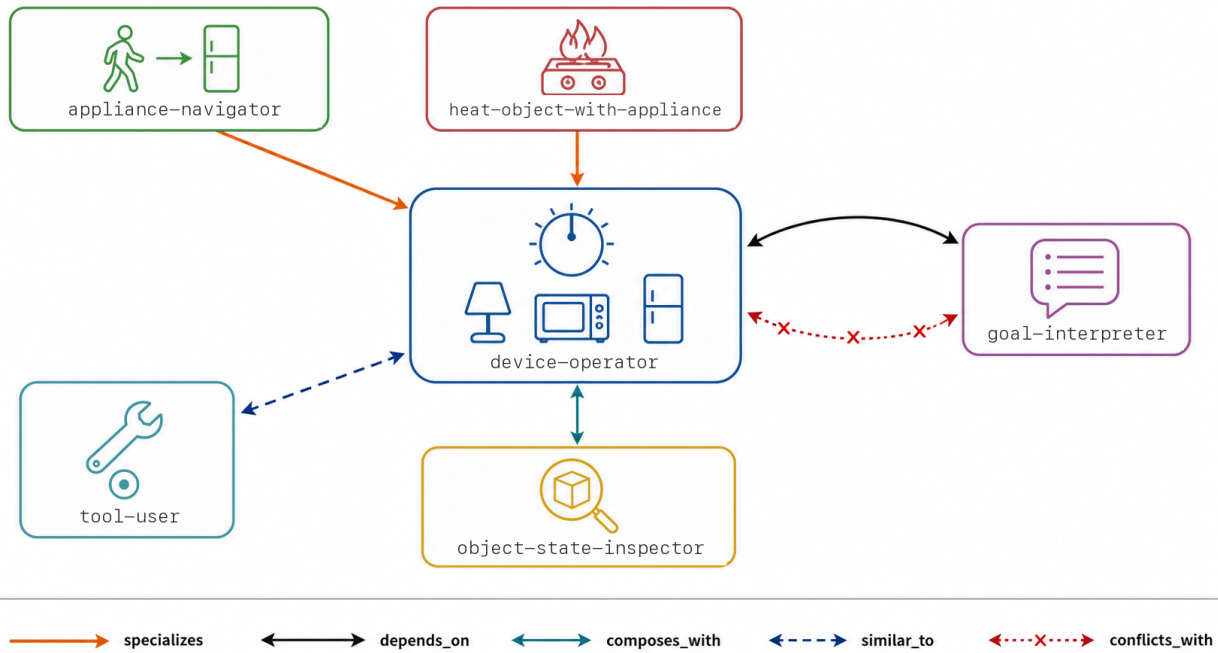 appliance-navigator
heat-object-with-appliance
device-operator
goal-interpreter
tool-user
object-state-inspector
specializes
depends_on
composes_with
similar_to
conflicts_with